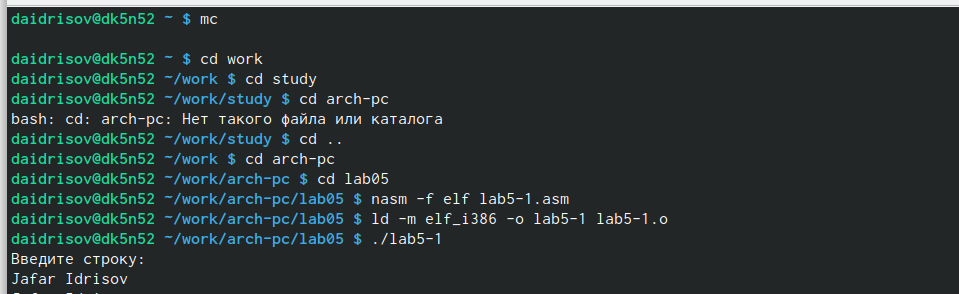 daidrisov@dk5n52 ~ $ mc
daidrisov@dk5n52 ~ $ cd work
daidrisov@dk5n52 ~/work $ cd study
daidrisov@dk5n52 ~/work/study $ cd arch-pc
bash: cd: arch-pc: Нет такого файла или каталога
daidrisov@dk5n52 ~/work/study $ cd ..
daidrisov@dk5n52 ~/work $ cd arch-pc
daidrisov@dk5n52 ~/work/arch-pc $ cd lab05
daidrisov@dk5n52 ~/work/arch-pc/lab05 $ nasm -f elf lab5-1.asm
daidrisov@dk5n52 ~/work/arch-pc/lab05 $ ld -m elf_i386 -o lab5-1 lab5-1.o
daidrisov@dk5n52 ~/work/arch-pc/lab05 $ ./lab5-1
Введите строку:
Jafar Idrisov